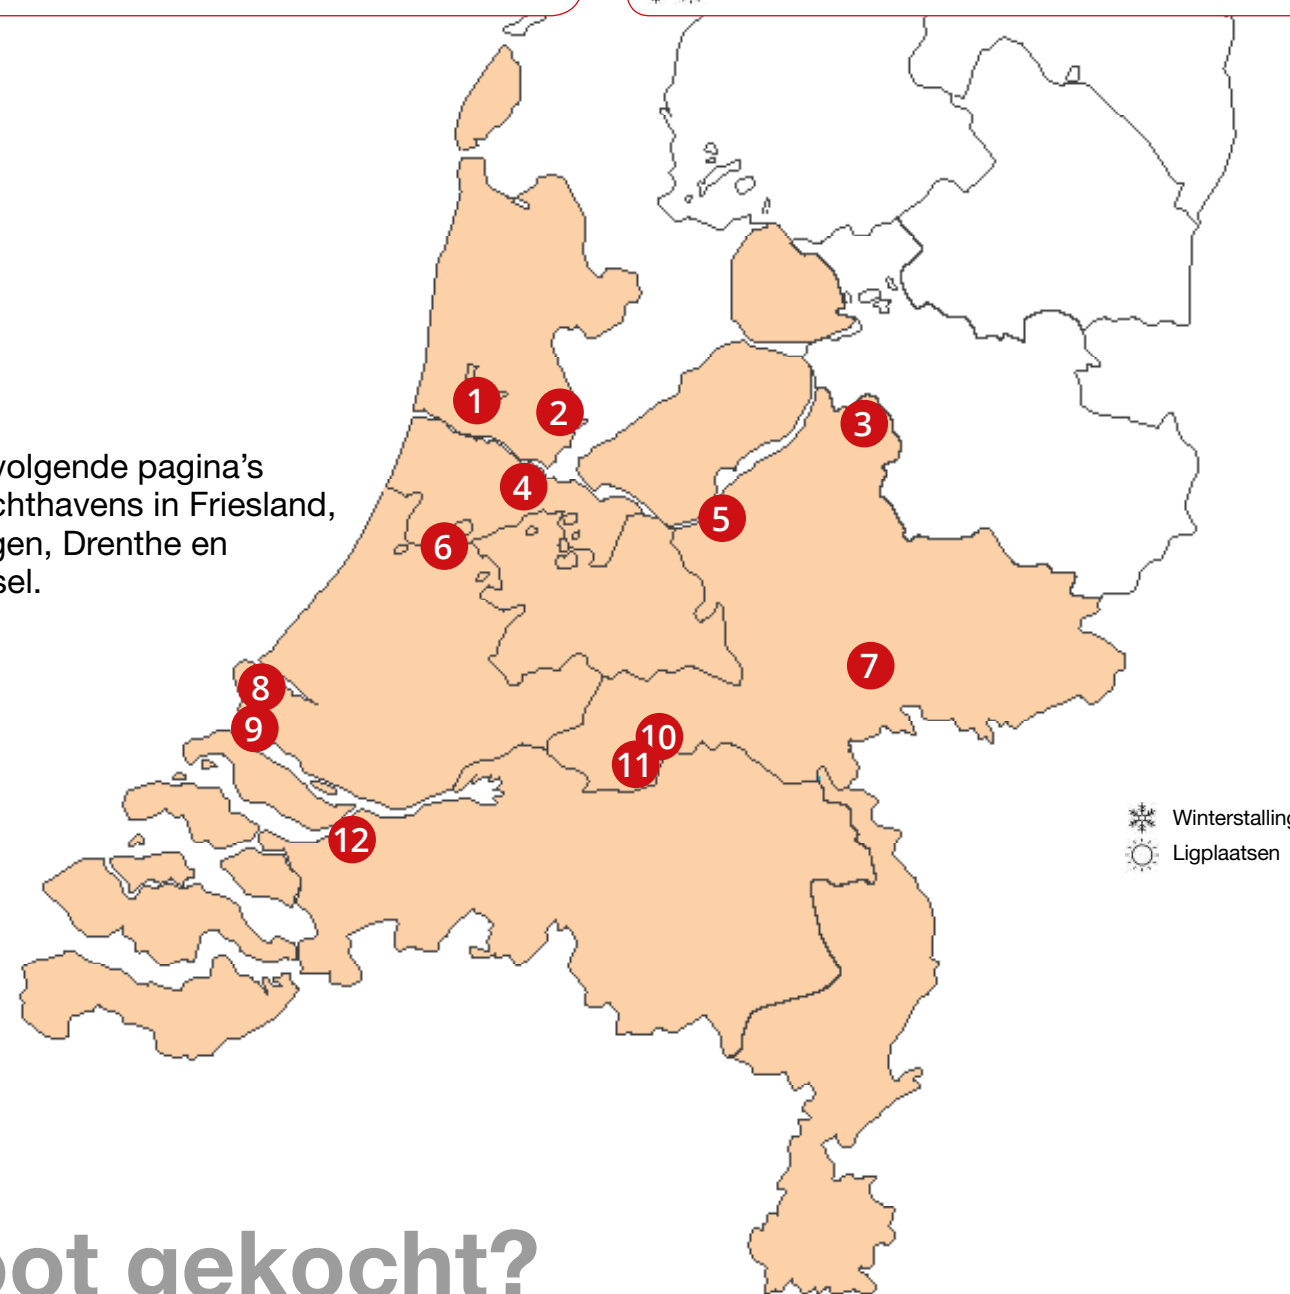 1
2
3
volgende pagina's
4
chthavens in Friesland,
5
gen, Drenthe en
6
sel.
7
8
9
10
11
Winterstalling
12
Ligplaatsen
oot gekocht?